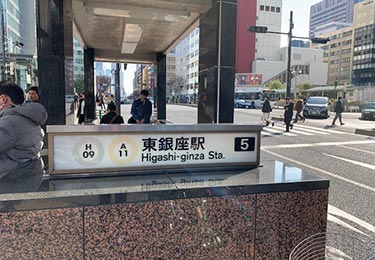 H
09
A
11
東銀座駅
Higashi-ginza Sta.
5